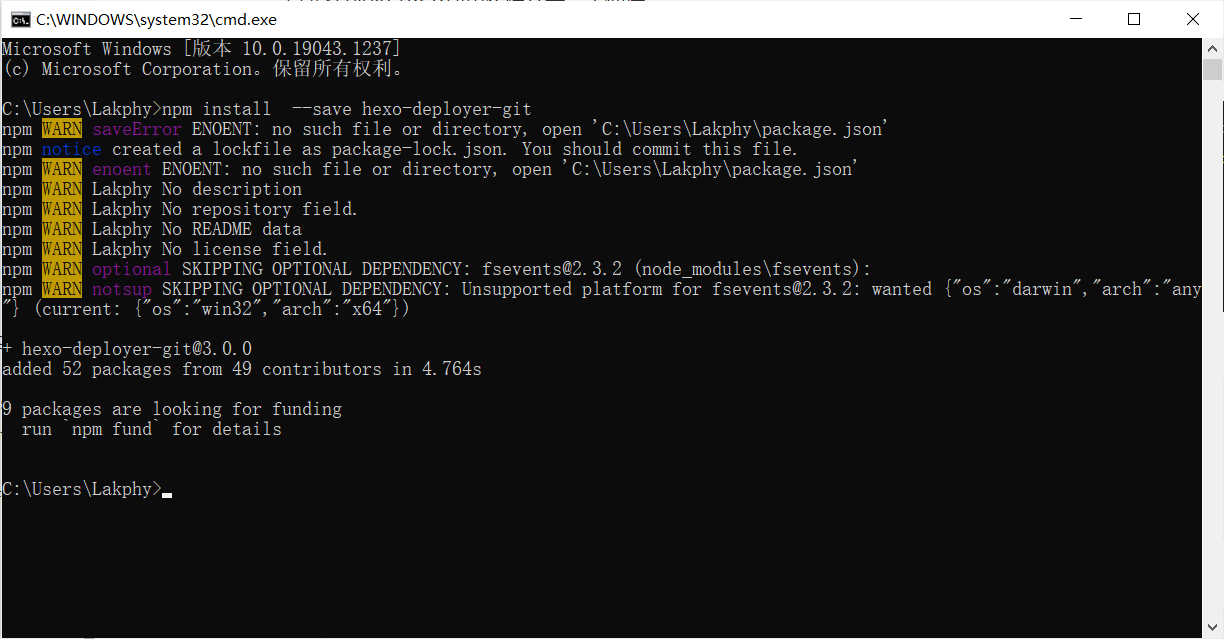 C:\WINDOWS\system32\cmd.exe
Microsoft Windows [版本 10.0.19043.1237]
(c) Microsoft Corporation。保留所有权利。
C:\Users\Lakphy>npm install  --save hexo-deployer-git
npm WARN saveError ENOENT: no such file or directory, open 'C:\Users\Lakphy\package.json'
npm notice created a lockfile as package-lock.json. You should commit this file.
npm WARN enoent ENOENT: no such file or directory, open 'C:\Users\Lakphy\package.json'
npm WARN Lakphy No description
npm WARN Lakphy No repository field.
npm WARN Lakphy No README data
npm WARN Lakphy No license field.
npm WARN optional SKIPPING OPTIONAL DEPENDENCY: fsevents@2.3.2 (node_modules\fsevents):
npm WARN notsup SKIPPING OPTIONAL DEPENDENCY: Unsupported platform for fsevents@2.3.2: wanted {"os":"darwin","arch":"any
"} (current: {"os":"win32","arch":"x64"})
+ hexo-deployer-git@3.0.0
added 52 packages from 49 contributors in 4.764s
9 packages are looking for funding
  run `npm fund` for details
C:\Users\Lakphy>